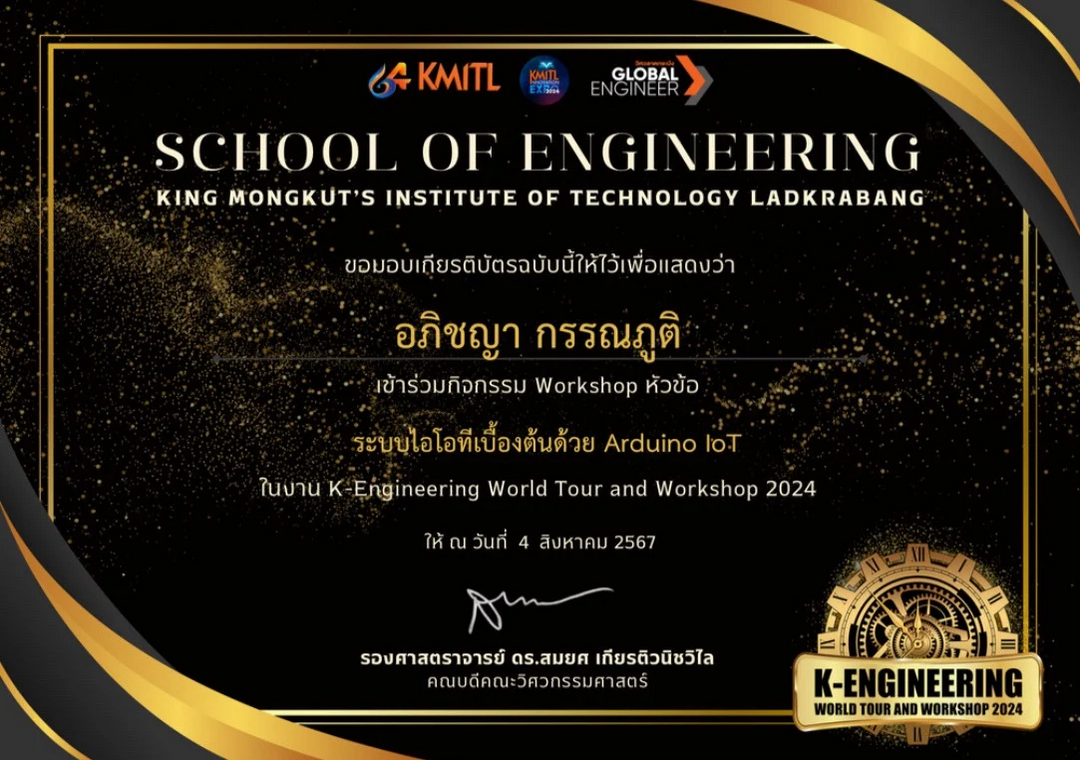 64 KMITL
KMITL
INNOVATION
EXPO 2024
วิศวลาดกระบัง
GLOBAL
ENGINEER
SCHOOL OF ENGINEERING
KING MONGKUT'S INSTITUTE OF TECHNOLOGY LADKRABANG
ขอมอบเกียรติบัตรฉบับนี้ให้ไว้เพื่อแสดงว่า
อภิชญา กรรณภูติ
เข้าร่วมกิจกรรม Workshop หัวข้อ
ระบบไอโอทีเบื้องต้นด้วย Arduino IoT
ในงาน K-Engineering World Tour and Workshop 2024
ให้ ณ วันที่ 4 สิงหาคม 2567
รองศาสตราจารย์ ดร.สมยศ เกียรติวนิชวิไล
คณบดีคณะวิศวกรรมศาสตร์
K-ENGINEERING
WORLD TOUR AND WORKSHOP 2024